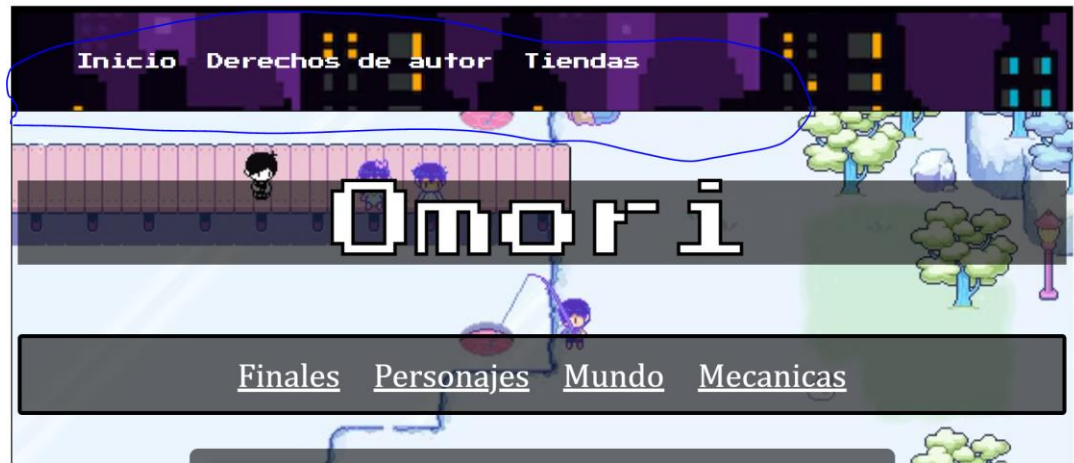 Inicio Derechos de autor Tiendas
Omori
Finales Personajes Mundo Mecanicas